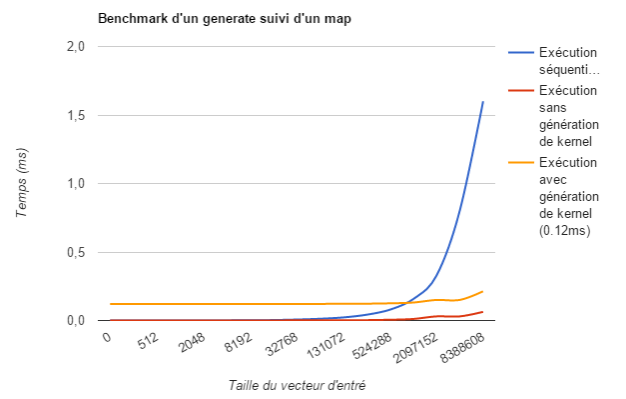 Benchmark d'un generate suivi d'un map
2,0
1,5
1,0
0,5
0,0
Temps (ms)
0
512
2048
8192
32768
131072
524288
2097152
8388608
Taille du vecteur d'entré
Exécution
séquenti...
Exécution
sans
génération
de kernel
Exécution
avec
génération
de kernel
(0.12ms)